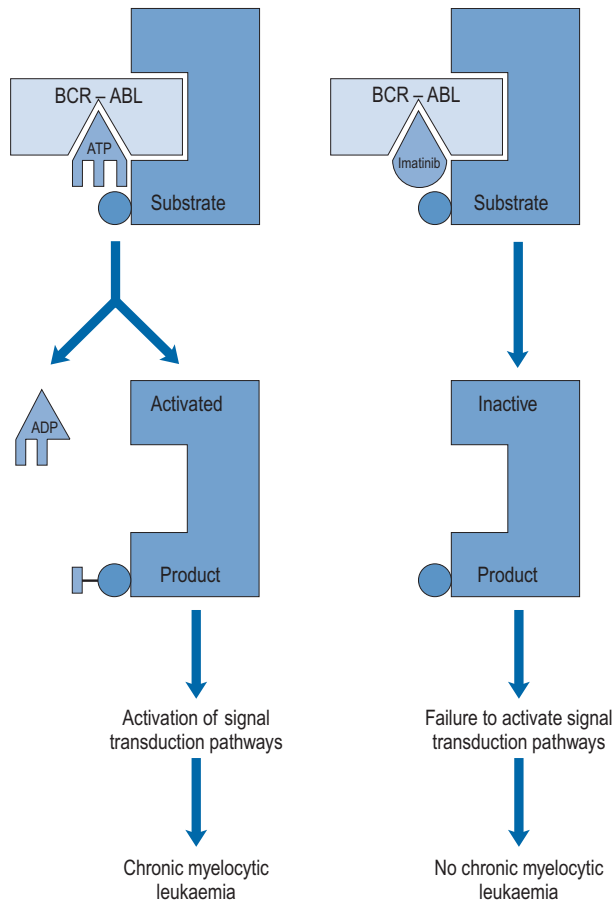 BCR – ABL
ATP
Substrate
ADP
Activated
Product
Activation of signal
transduction pathways
Chronic myelocytic
leukaemia
BCR – ABL
Imatinib
Substrate
Inactive
Product
Failure to activate signal
transduction pathways
No chronic myelocytic
leukaemia